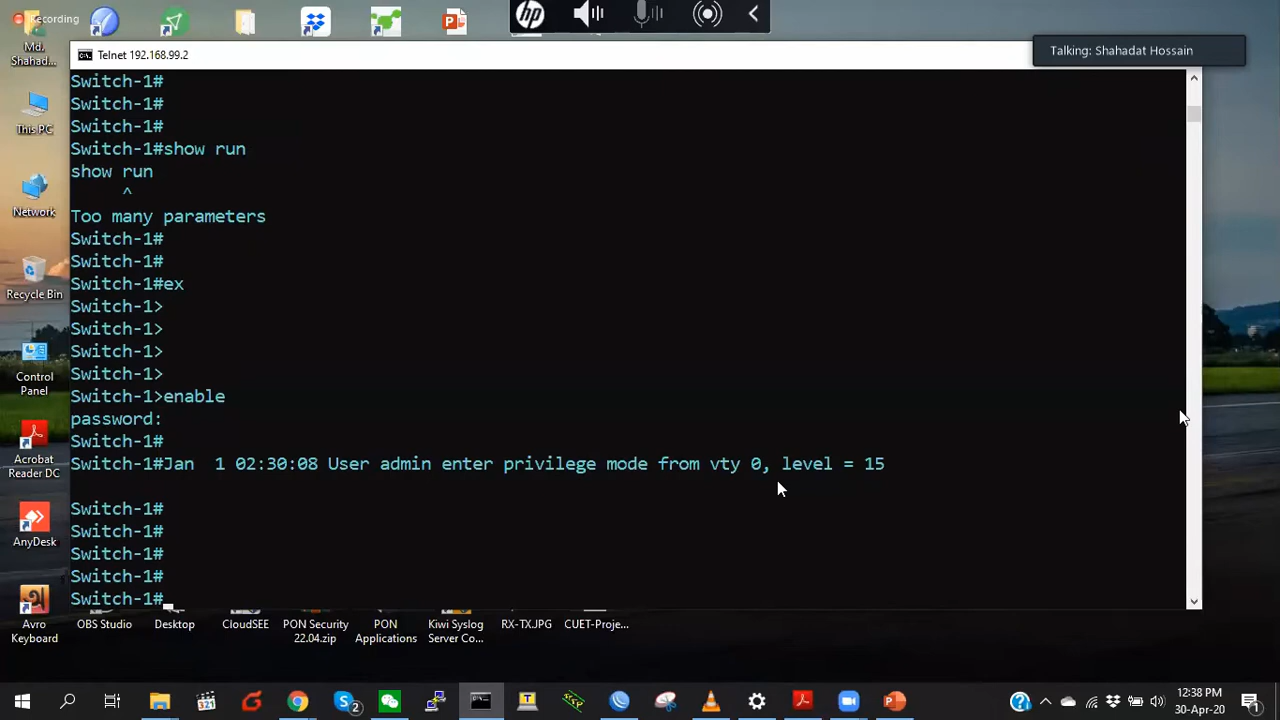 Recording
Talking: Shahadat Hossain
Md.
Shahad...
This PC
Network
Recycle Bin
Control
Panel
Acrobat
Reader DC
AnyDesk
Avro
Keyboard
Telnet 192.168.99.2
Switch-1#
Switch-1#
Switch-1#
Switch-1#show run
show run
^
Too many parameters
Switch-1#
Switch-1#
Switch-1#ex
Switch-1>
Switch-1>
Switch-1>
Switch-1>
Switch-1>enable
password:
Switch-1#
Switch-1#Jan  1 02:30:08 User admin enter privilege mode from vty 0, level = 15
Switch-1#
Switch-1#
Switch-1#
Switch-1#
Switch-1#
OBS Studio
Desktop
CloudSEE
PON Security
22.04.zip
PON
Applications
Kiwi Syslog
Server Co...
RX-TX.JPG
CUET-Proje...
12:38 PM
30-Apr-20